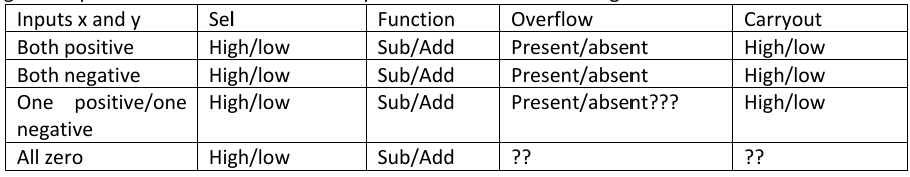 Inputs x and y Sel Function Overflow Carryout
Both positive High/low Sub/Add Present/absent High/low
Both negative High/low Sub/Add Present/absent High/low
One positive/one High/low Sub/Add Present/absent??? High/low
negative
All zero High/low Sub/Add ?? ??